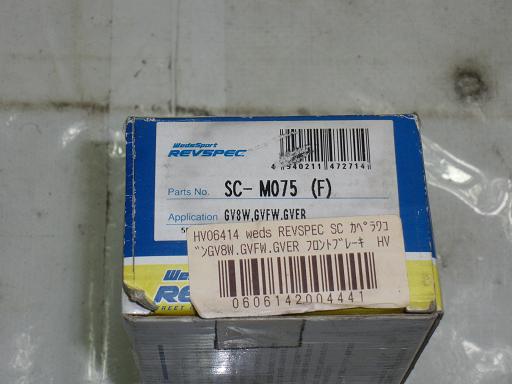 WedsSport
REVSPEC
4 540211 472714
Parts No. SC- M075 (F)
Application GV8W,GVFW,GVER
HV06414 weds REVSPEC SC カペラワゴ
ンGV8W.GVFW.GVER フロントブレーキ HV
0606142004441